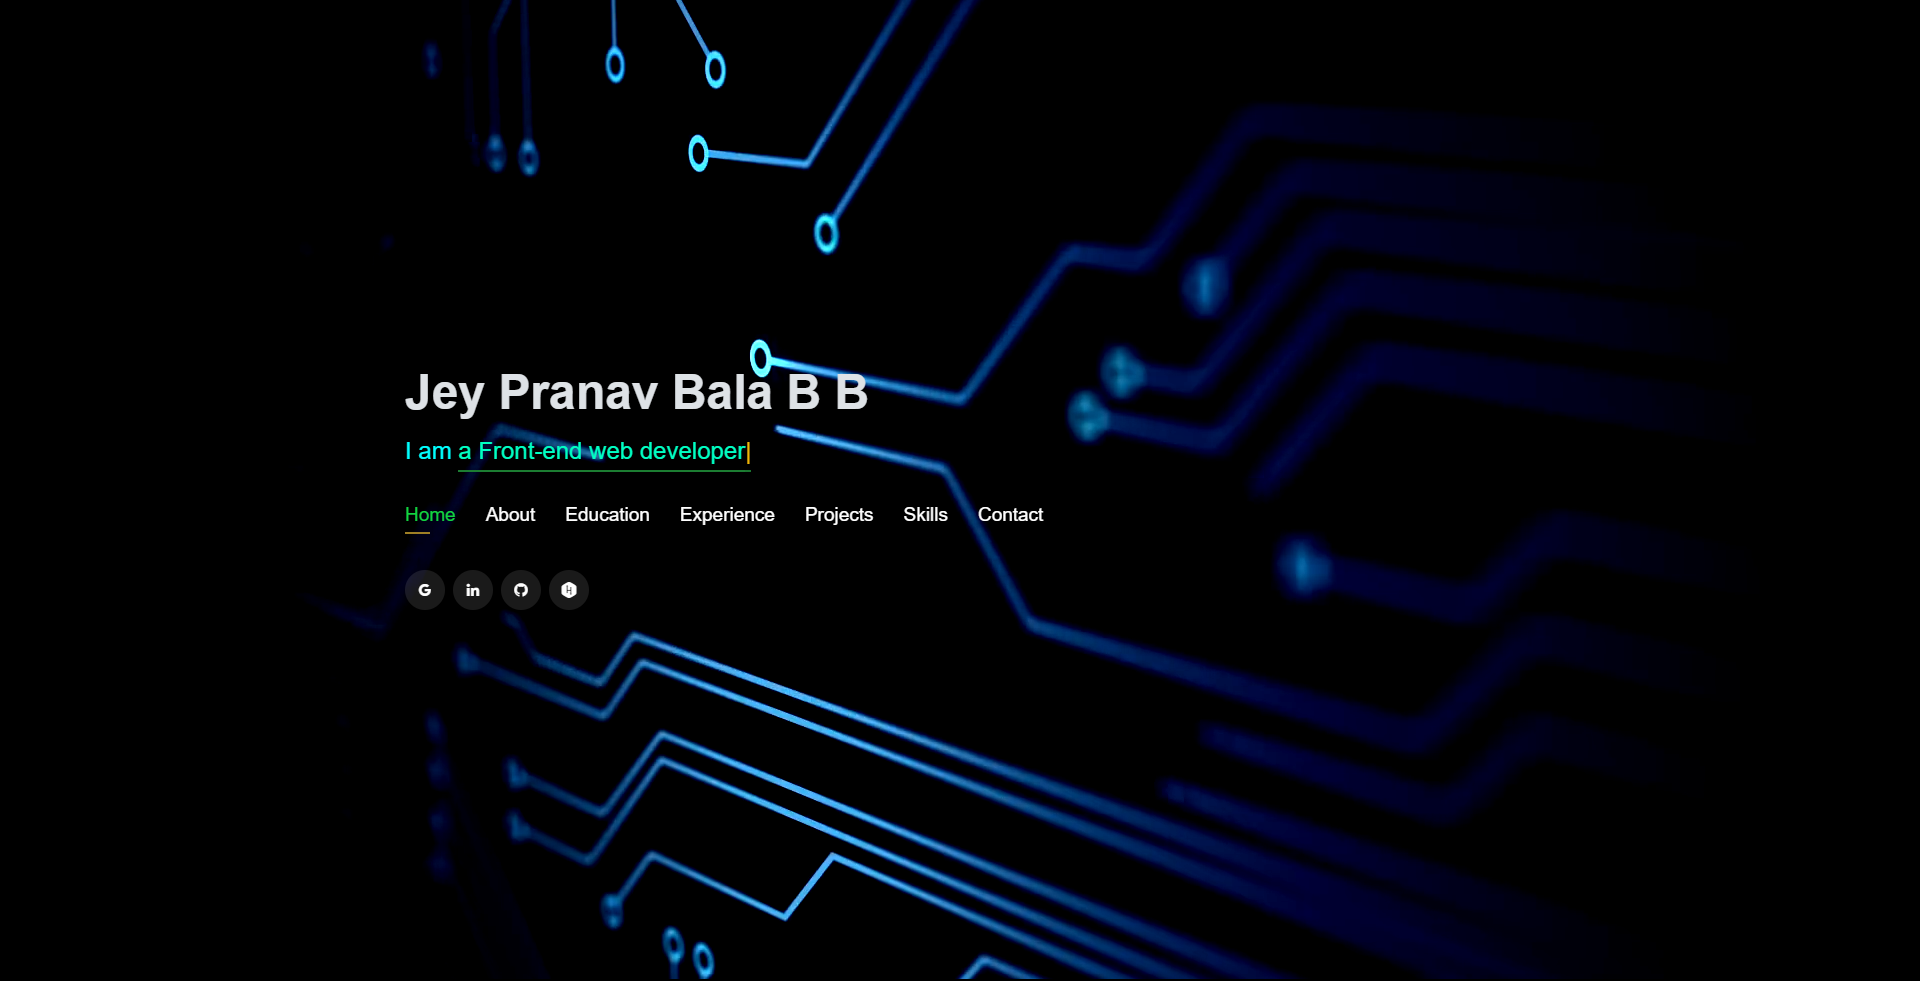 Jey Pranav Bala B B
I am a Front-end web developer|
Home About Education Experience Projects Skills Contact
G in H